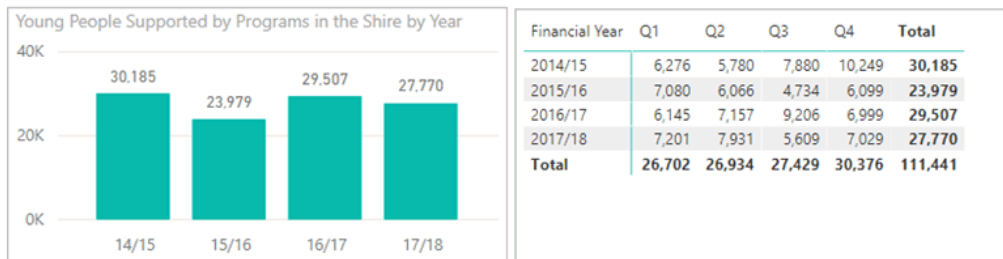 Young People Supported by Programs in the Shire by Year
40K
30,185
23,979
29,507
27,770
20K
0K
14/15 15/16 16/17 17/18
Financial Year Q1 Q2 Q3 Q4 Total
2014/15 6,276 5,780 7,880 10,249 30,185
2015/16 7,080 6,066 4,734 6,099 23,979
2016/17 6,145 7,157 9,206 6,999 29,507
2017/18 7,201 7,931 5,609 7,029 27,770
Total 26,702 26,934 27,429 30,376 111,441